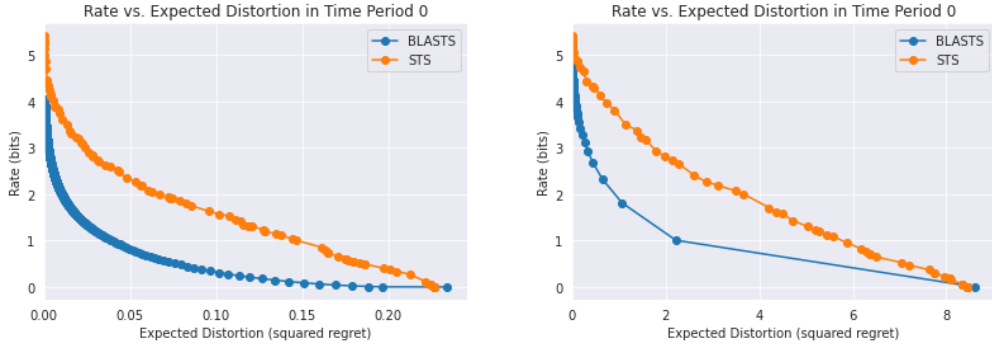 Rate vs. Expected Distortion in Time Period 0
BLASTS
STS
Rate (bits)
5
4
3
2
1
0
0.00 0.05 0.10 0.15 0.20
Expected Distortion (squared regret)
Rate vs. Expected Distortion in Time Period 0
BLASTS
STS
Rate (bits)
5
4
3
2
1
0
0 2 4 6 8
Expected Distortion (squared regret)